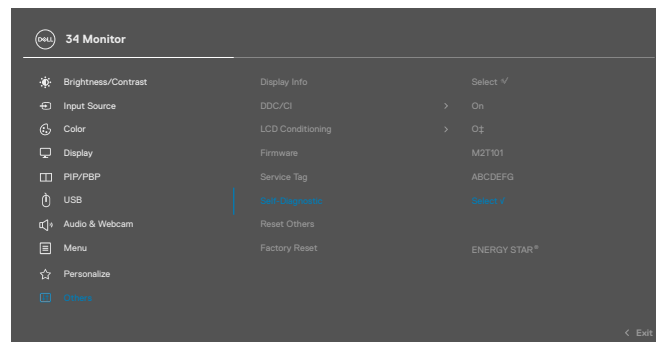 DELL 34 Monitor
Brightness/Contrast Display Info Select √
Input Source DDC/CI > On
Color LCD Conditioning > O‡
Display Firmware M2T101
PIP/PBP Service Tag ABCDEFG
USB Self-Diagnostic Select √
Audio & Webcam Reset Others
Menu Factory Reset ENERGY STAR®
Personalize
Others
< Exit